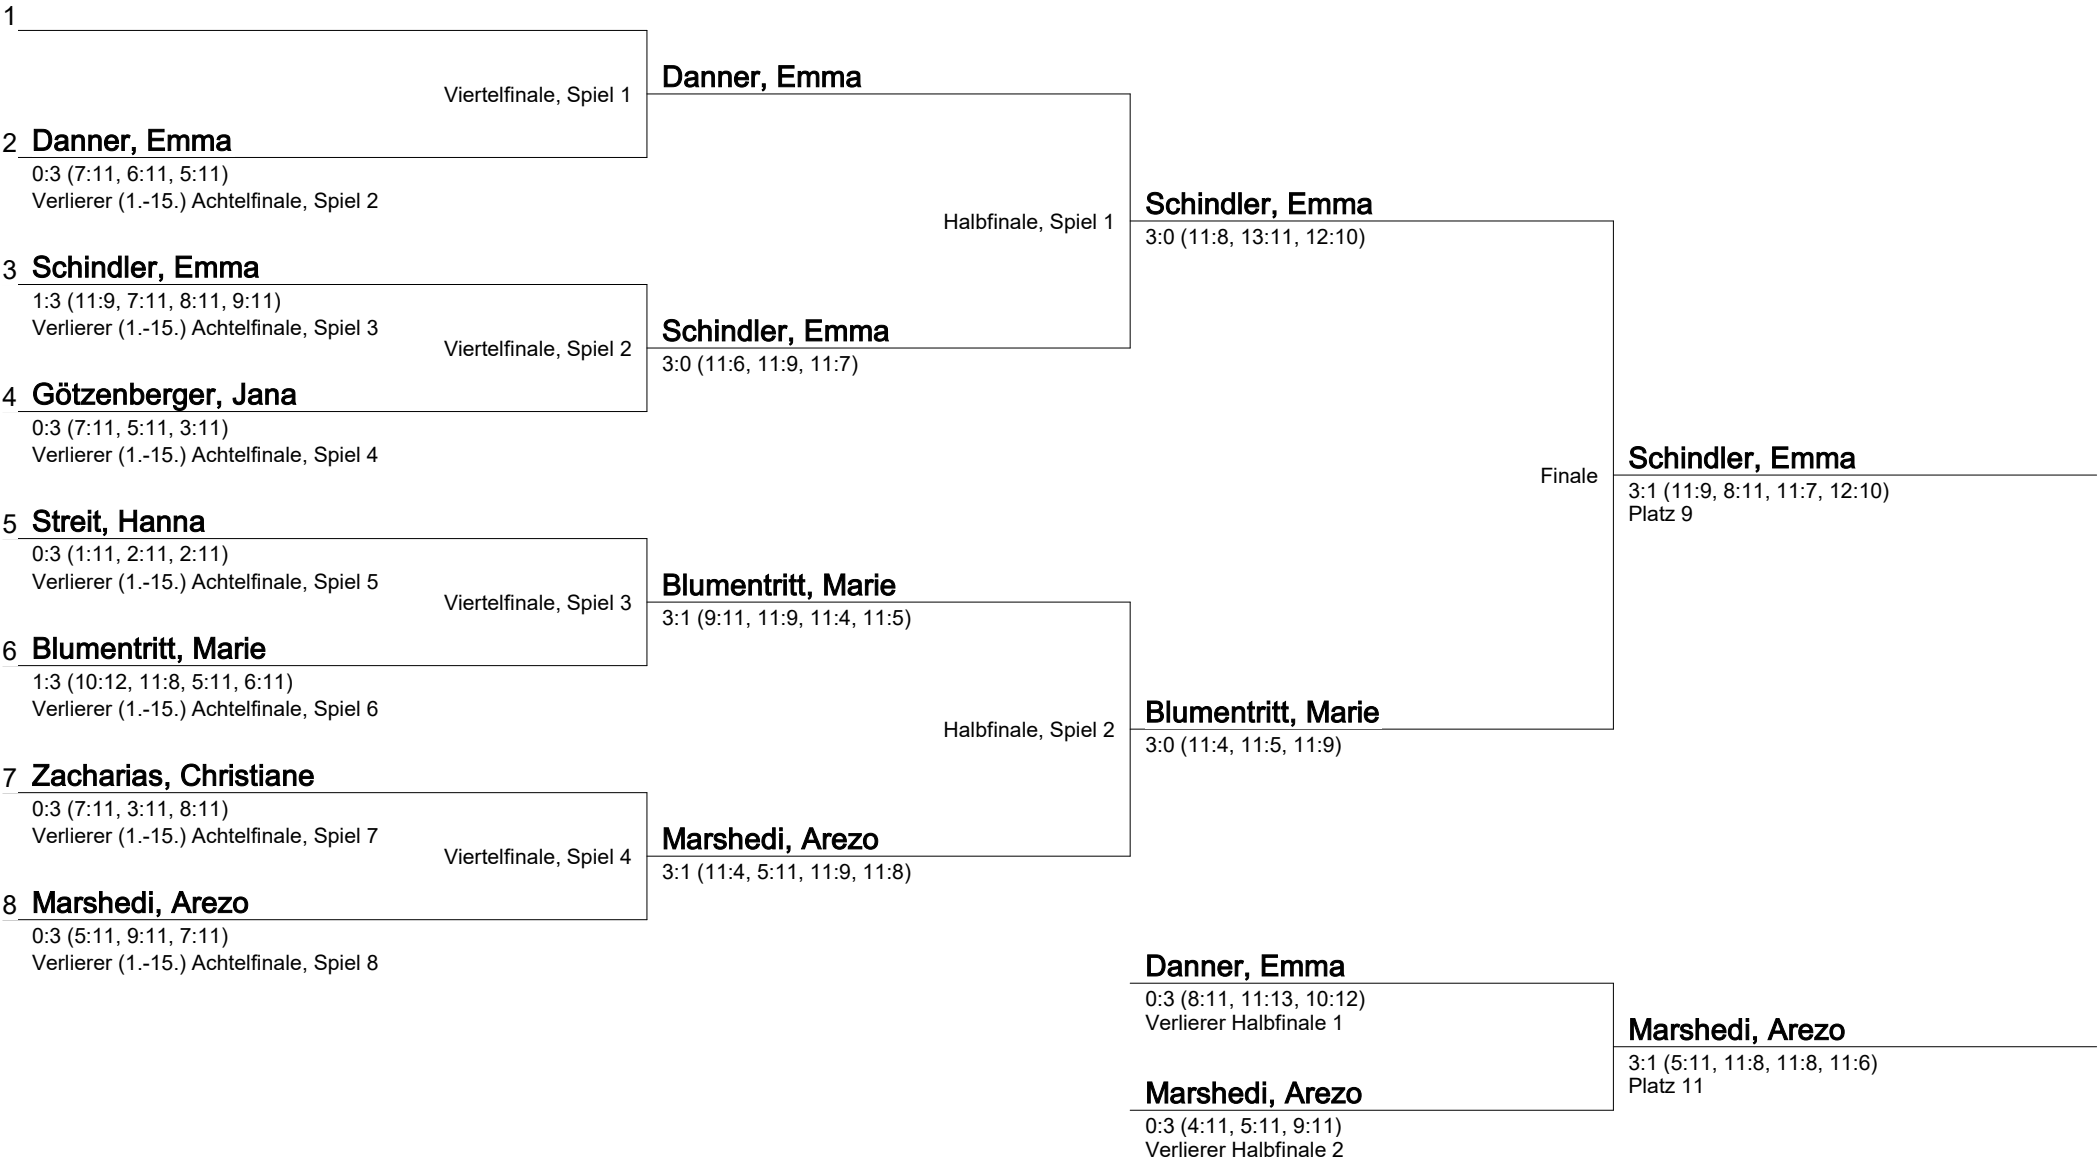 1
Viertelfinale, Spiel 1
Danner, Emma
2 Danner, Emma
0:3 (7:11, 6:11, 5:11)
Verlierer (1.-15.) Achtelfinale, Spiel 2
Halbfinale, Spiel 1
Schindler, Emma
3:0 (11:8, 13:11, 12:10)
3 Schindler, Emma
1:3 (11:9, 7:11, 8:11, 9:11)
Verlierer (1.-15.) Achtelfinale, Spiel 3
Viertelfinale, Spiel 2
Schindler, Emma
3:0 (11:6, 11:9, 11:7)
4 Götzenberger, Jana
0:3 (7:11, 5:11, 3:11)
Verlierer (1.-15.) Achtelfinale, Spiel 4
Finale
Schindler, Emma
3:1 (11:9, 8:11, 11:7, 12:10)
Platz 9
5 Streit, Hanna
0:3 (1:11, 2:11, 2:11)
Verlierer (1.-15.) Achtelfinale, Spiel 5
Viertelfinale, Spiel 3
Blumentritt, Marie
3:1 (9:11, 11:9, 11:4, 11:5)
6 Blumentritt, Marie
1:3 (10:12, 11:8, 5:11, 6:11)
Verlierer (1.-15.) Achtelfinale, Spiel 6
Halbfinale, Spiel 2
Blumentritt, Marie
3:0 (11:4, 11:5, 11:9)
7 Zacharias, Christiane
0:3 (7:11, 3:11, 8:11)
Verlierer (1.-15.) Achtelfinale, Spiel 7
Viertelfinale, Spiel 4
Marshedi, Arezo
3:1 (11:4, 5:11, 11:9, 11:8)
8 Marshedi, Arezo
0:3 (5:11, 9:11, 7:11)
Verlierer (1.-15.) Achtelfinale, Spiel 8
Danner, Emma
0:3 (8:11, 11:13, 10:12)
Verlierer Halbfinale 1
Marshedi, Arezo
3:1 (5:11, 11:8, 11:8, 11:6)
Platz 11
Marshedi, Arezo
0:3 (4:11, 5:11, 9:11)
Verlierer Halbfinale 2